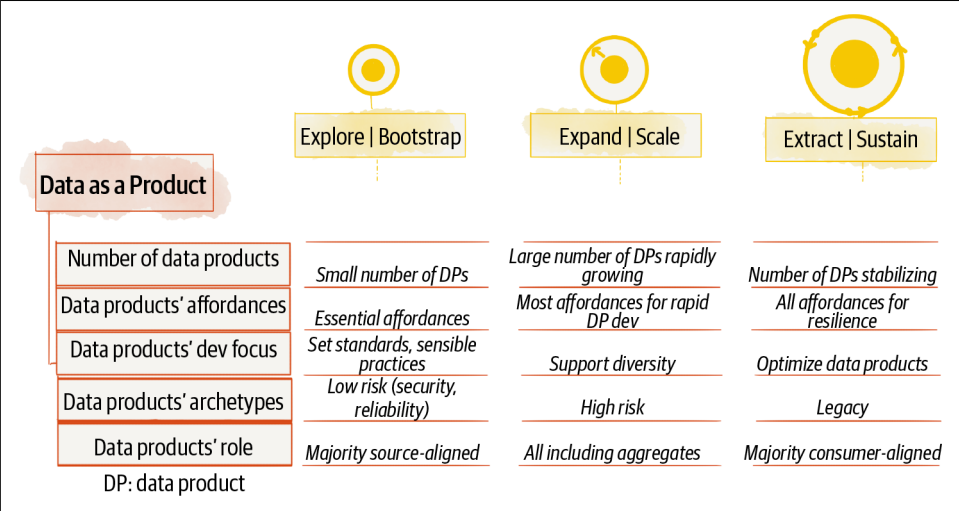 Explore | Bootstrap
Expand | Scale
Extract | Sustain
Data as a Product
Number of data products
Small number of DPs
Large number of DPs rapidly
growing
Number of DPs stabilizing
Data products' affordances
Essential affordances
Most affordances for rapid
DP dev
All affordances for
resilience
Data products' dev focus
Set standards, sensible
practices
Support diversity
Optimize data products
Data products' archetypes
Low risk (security,
reliability)
High risk
Legacy
Data products' role
Majority source-aligned
All including aggregates
Majority consumer-aligned
DP: data product